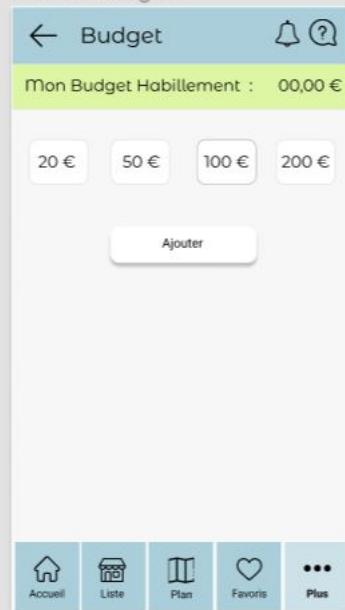 Budget
Mon Budget Habillement : 00,00 €
20 € 50 € 100 € 200 €
Ajouter
Accueil Liste Plan Favoris Plus